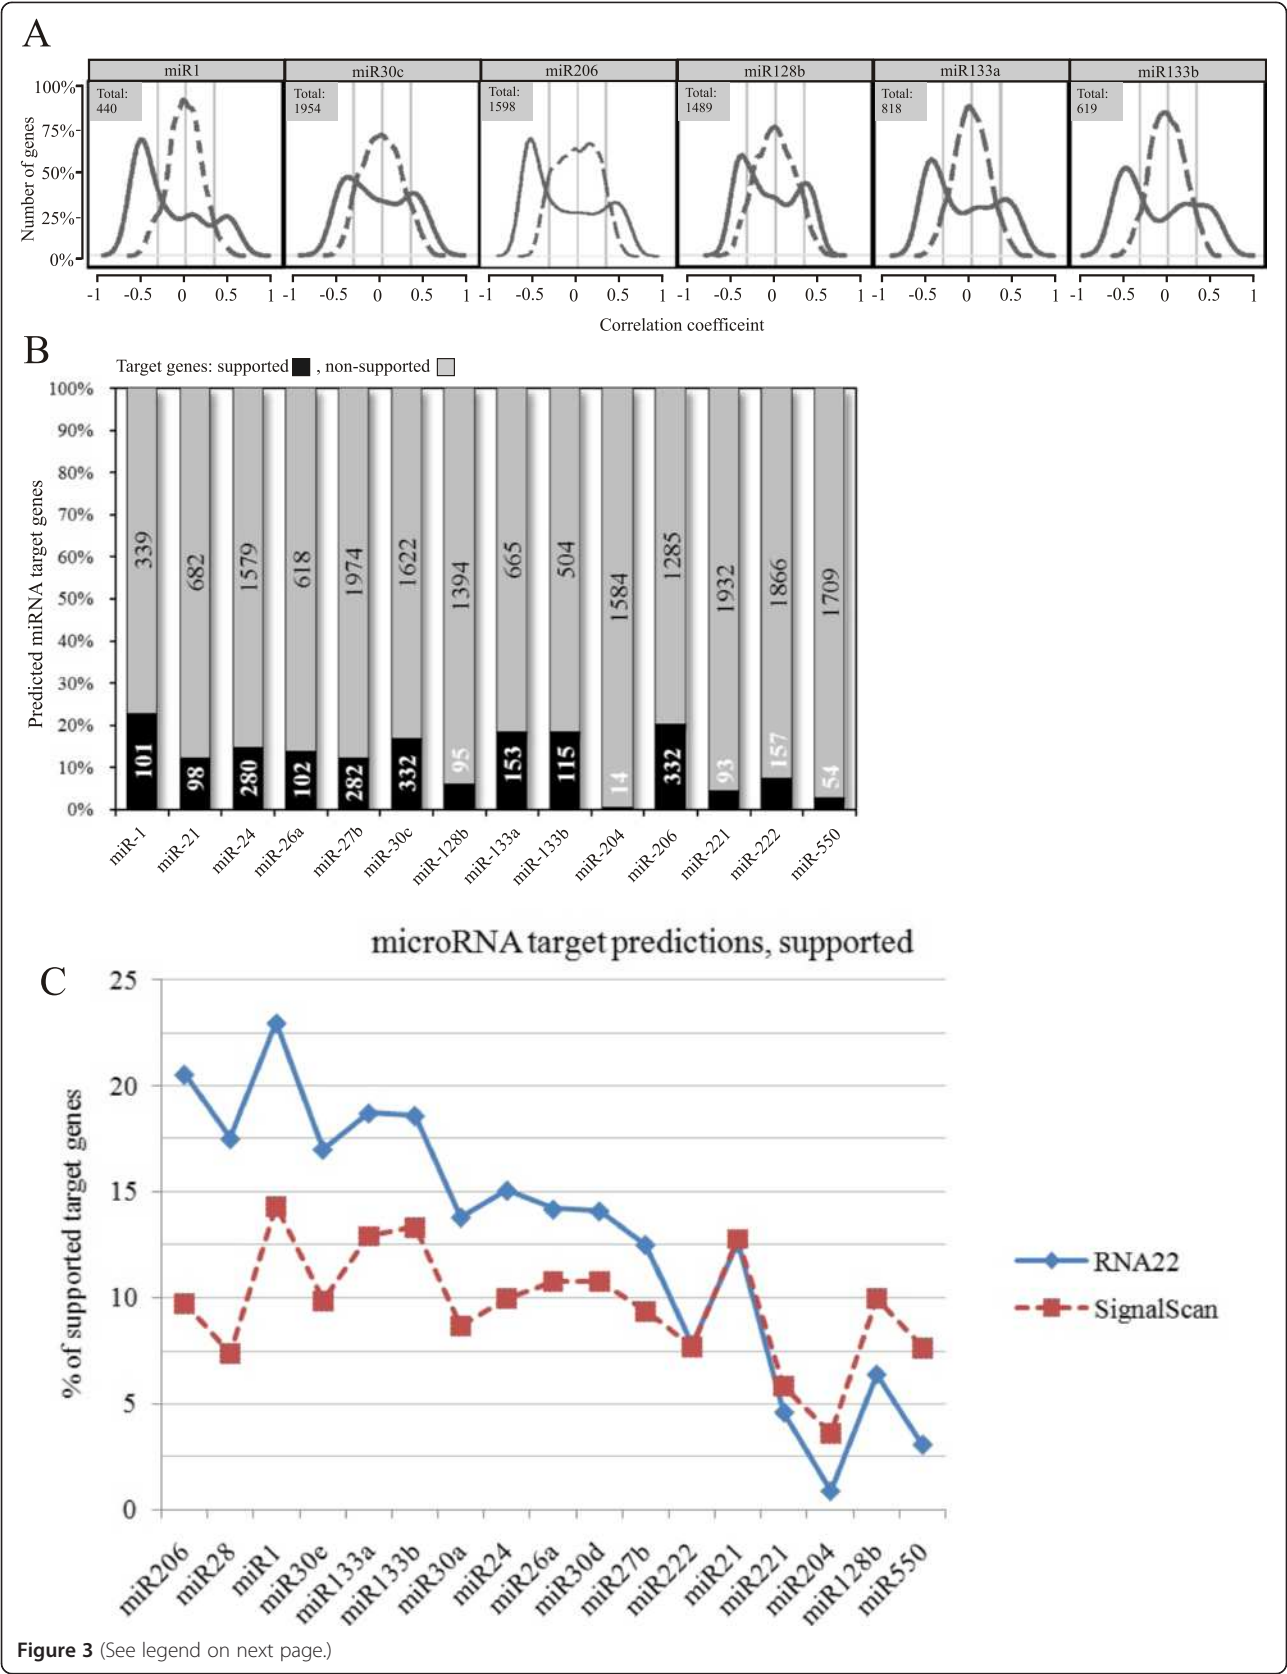 A
miR1 miR30c miR206 miR128b miR133a miR133b
Total: 440
Total: 1954
Total: 1598
Total: 1489
Total: 818
Total: 619
Number of genes
100%
75%
50%
25%
0%
-1 -0.5 0 0.5 1 -1 -0.5 0 0.5 1 -1 -0.5 0 0.5 1 -1 -0.5 0 0.5 1 -1 -0.5 0 0.5 1 -1 -0.5 0 0.5 1
Correlation coefficeint
B
Target genes: supported , non-supported
Predicted miRNA target genes
100%
90%
80%
70%
60%
50%
40%
30%
20%
10%
0%
339 682 1579 618 1974 1622 1394 665 504 1584 1285 1932 1866 1709
101 98 280 102 282 332 95 153 115 14 332 93 157 54
miR-1 miR-21 miR-24 miR-26a miR-27b miR-30c miR-128b miR-133a miR-133b miR-204 miR-206 miR-221 miR-222 miR-550
microRNA target predictions, supported
C
% of supported target genes
25
20
15
10
5
0
RNA22
SignalScan
miR206 miR28 miR1 miR30e miR133a miR133b miR30a miR24 miR26a miR30d miR27b miR222 miR21 miR221 miR204 miR128b miR550
Figure 3 (See legend on next page.)